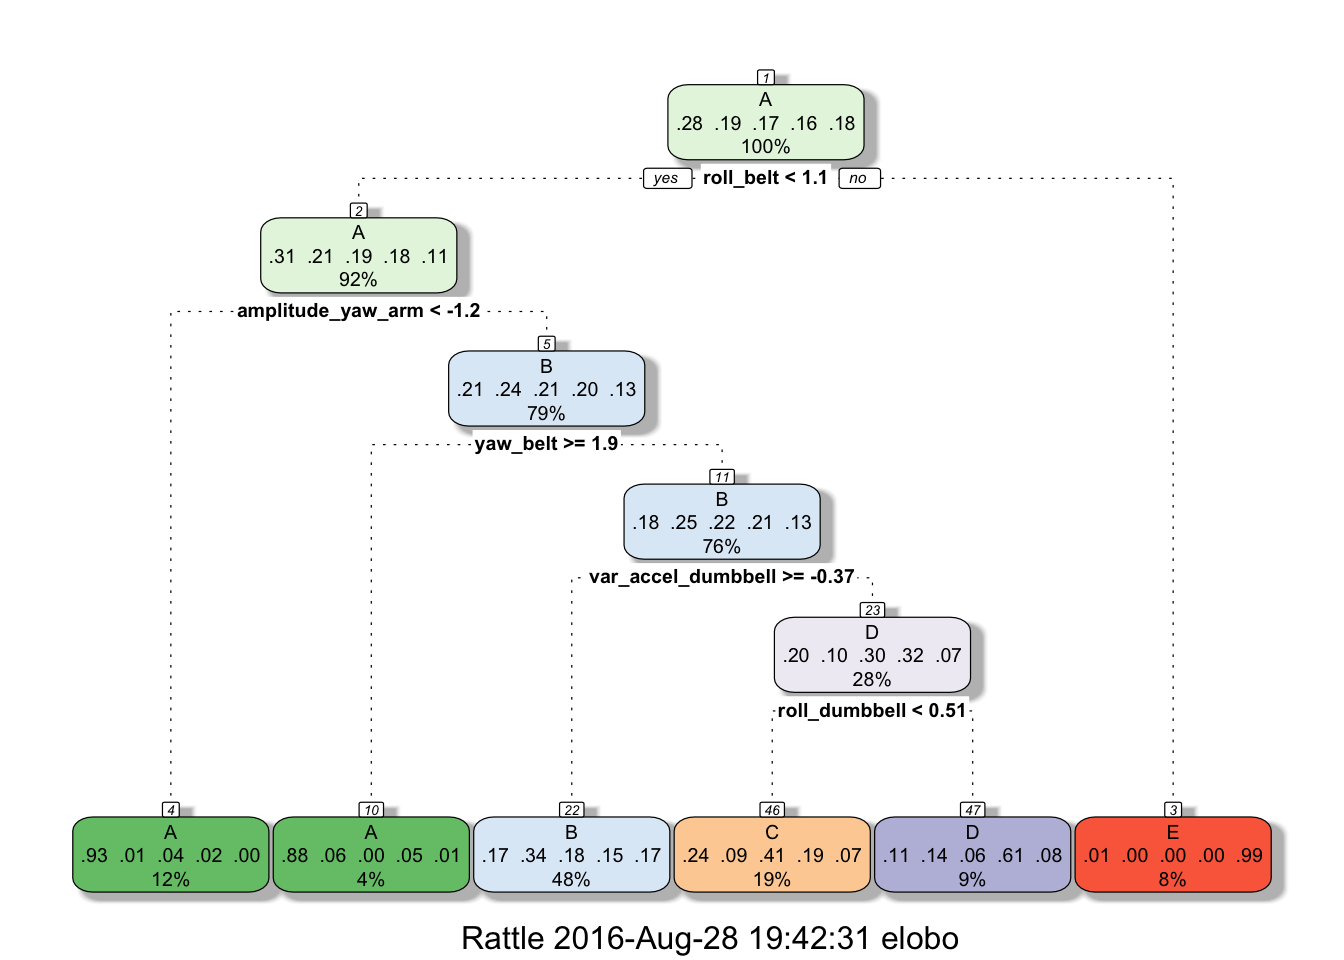 1
A
.28 .19 .17 .16 .18
100%
yes roll_belt < 1.1 no
2
A
.31 .21 .19 .18 .11
92%
amplitude_yaw_arm < -1.2
5
B
.21 .24 .21 .20 .13
79%
yaw_belt >= 1.9
11
B
.18 .25 .22 .21 .13
76%
var_accel_dumbbell >= -0.37
23
D
.20 .10 .30 .32 .07
28%
roll_dumbbell < 0.51
4
A
.93 .01 .04 .02 .00
12%
10
A
.88 .06 .00 .05 .01
4%
22
B
.17 .34 .18 .15 .17
48%
46
C
.24 .09 .41 .19 .07
19%
47
D
.11 .14 .06 .61 .08
9%
3
E
.01 .00 .00 .00 .99
8%
Rattle 2016-Aug-28 19:42:31 elobo